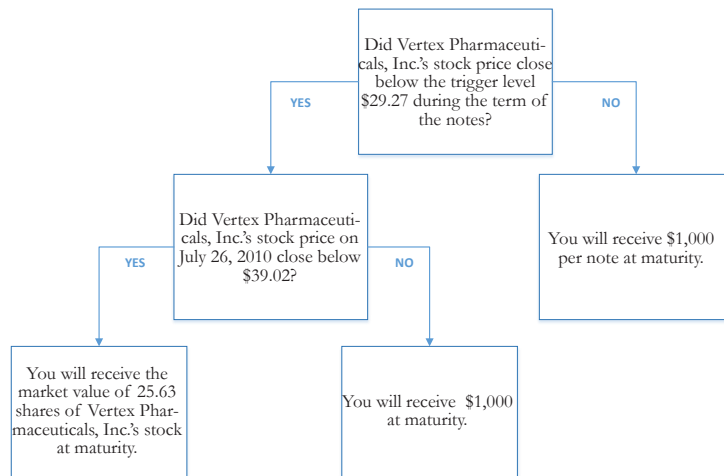 Did Vertex Pharmaceuti-
cals, Inc.'s stock price close
below the trigger level
$29.27 during the term of
the notes?
YES
NO
Did Vertex Pharmaceuti-
cals, Inc.'s stock price on
July 26, 2010 close below
$39.02?
You will receive $1,000
per note at maturity.
YES
NO
You will receive the
market value of 25.63
shares of Vertex Phar-
maceuticals, Inc.'s stock
at maturity.
You will receive $1,000
at maturity.